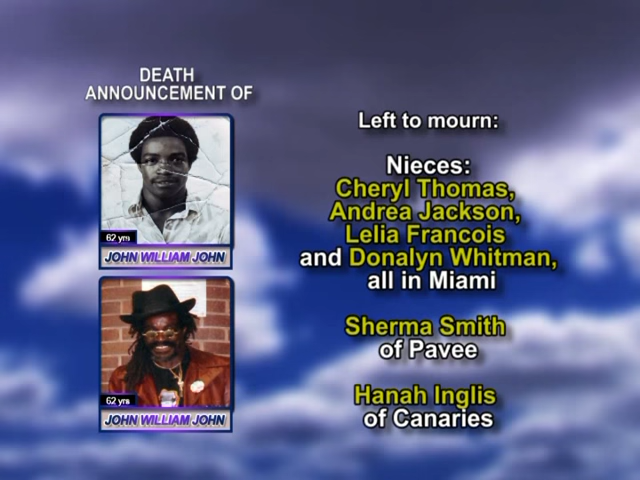 DEATH
ANNOUNCEMENT OF
62 yrs
JOHN WILLIAM JOHN
62 yrs
JOHN WILLIAM JOHN
Left to mourn:
Nieces:
Cheryl Thomas,
Andrea Jackson,
Lelia Francois
and Donalyn Whitman,
all in Miami
Sherma Smith
of Pavee
Hanah Inglis
of Canaries